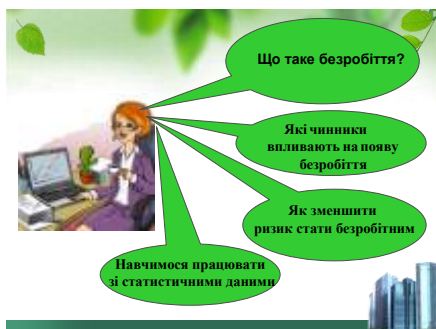 Що таке безробіття?
Які чинники
впливають на появу
безробіття
Як зменшити
ризик стати безробітним
Навчимося працювати
зі статистичними даними